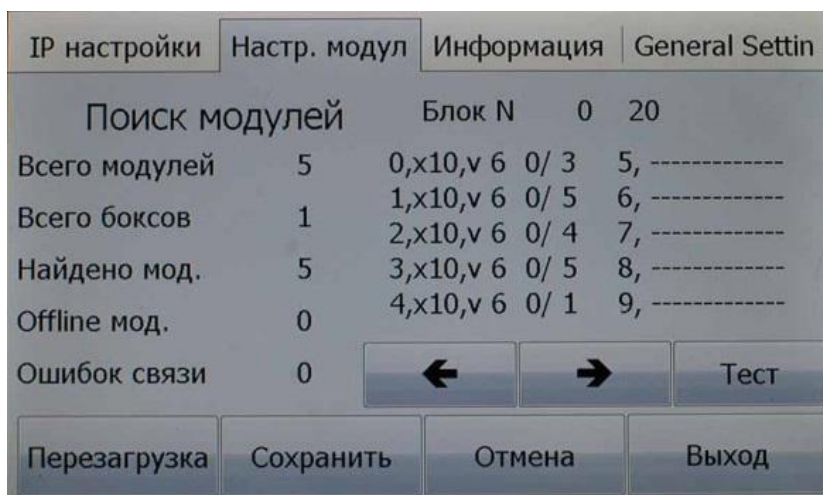 IP настройки Настр. модул Информация General Settin
Поиск модулей Блок N 0 20
Всего модулей 5 0,x10,v 6 0/ 3 5, -------------
1,x10,v 6 0/ 5 6, -------------
Всего боксов 1 2,x10,v 6 0/ 4 7, -------------
Найдено мод. 5 3,x10,v 6 0/ 5 8, -------------
4,x10,v 6 0/ 1 9, -------------
Offline мод. 0
Ошибок связи 0 🡰 🡲 Тест
Перезагрузка Сохранить Отмена Выход